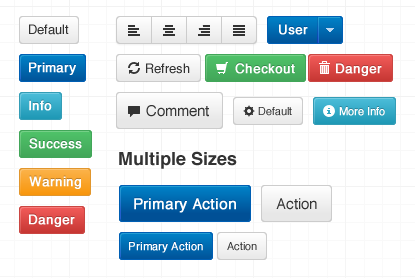 Default
User
Primary
Refresh
Checkout
Danger
Info
Comment
Default
More Info
Success
Multiple Sizes
Warning
Primary Action
Action
Danger
Primary Action
Action